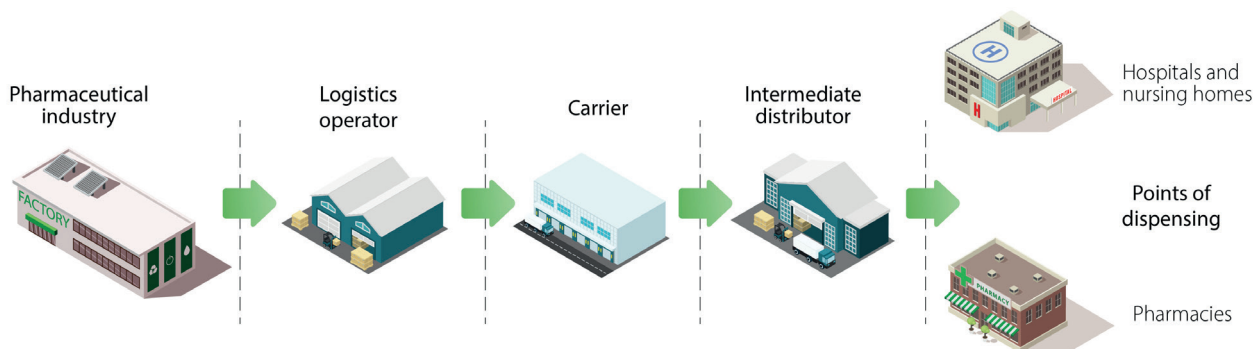 Pharmaceutical
industry
Logistics
operator
Carrier
Intermediate
distributor
Hospitals and
nursing homes
Points of
dispensing
Pharmacies
FACTORY
H
H
HOSPITAL
PHARMACY